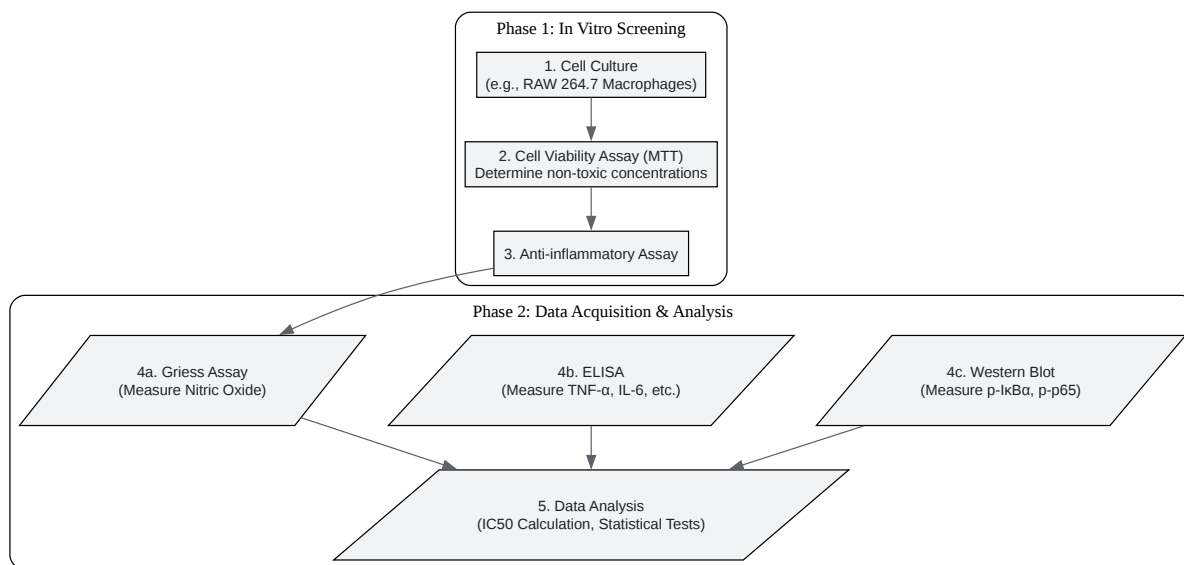 Phase 1: In Vitro Screening
1. Cell Culture
(e.g., RAW 264.7 Macrophages)
2. Cell Viability Assay (MTT)
Determine non-toxic concentrations
3. Anti-inflammatory Assay
Phase 2: Data Acquisition & Analysis
4a. Griess Assay
(Measure Nitric Oxide)
4b. ELISA
(Measure TNF-α, IL-6, etc.)
4c. Western Blot
(Measure p-IκBα, p-p65)
5. Data Analysis
(IC50 Calculation, Statistical Tests)